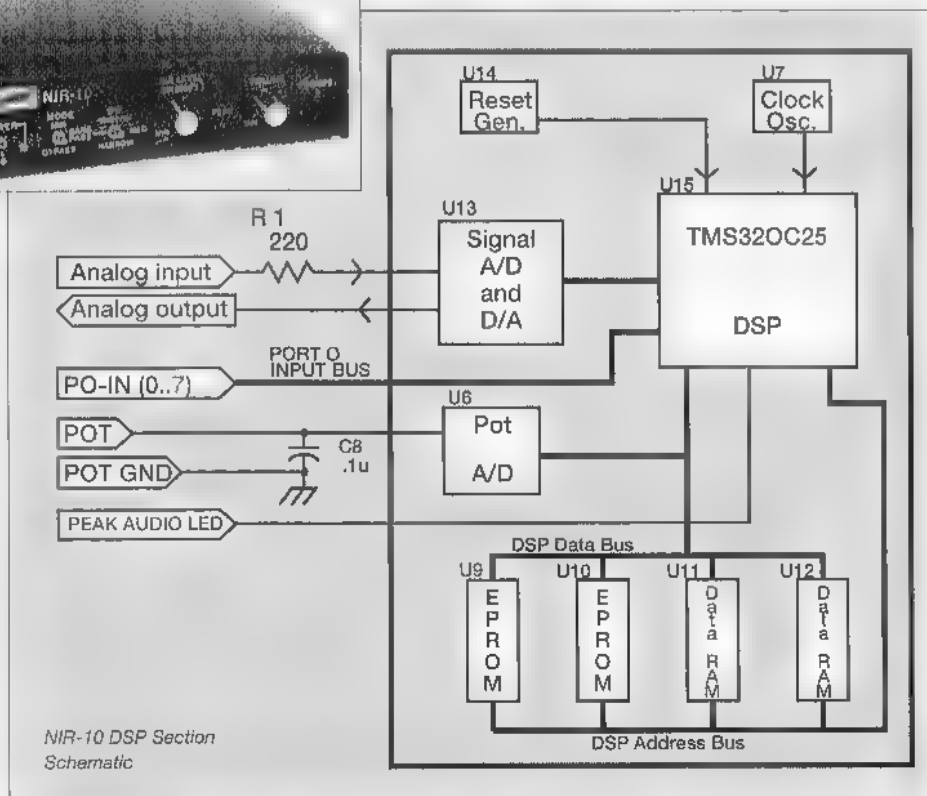 NIR-10
MODE
BYPASS
NARROW
U14
Reset
Gen.
U7
Clock
Osc.
U15
TMS32OC25
DSP
R 1
220
U13
Signal
A/D
and
D/A
Analog input
Analog output
PORT O
INPUT BUS
PO-IN (0..7)
U6
Pot
A/D
POT
C8
.1u
POT GND
PEAK AUDIO LED
DSP Data Bus
U9
EPROM
U10
EPROM
U11
Data RAM
U12
Data RAM
DSP Address Bus
NIR-10 DSP Section
Schematic